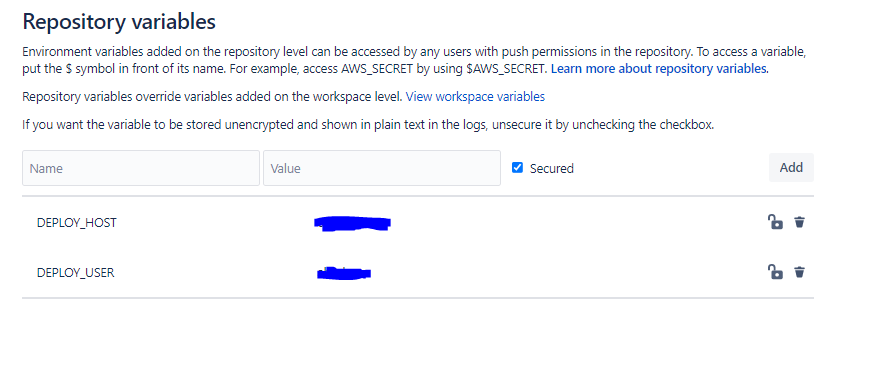 Repository variables
Environment variables added on the repository level can be accessed by any users with push permissions in the repository. To access a variable,
put the $ symbol in front of its name. For example, access AWS_SECRET by using $AWS_SECRET. Learn more about repository variables.
Repository variables override variables added on the workspace level. View workspace variables
If you want the variable to be stored unencrypted and shown in plain text in the logs, unsecure it by unchecking the checkbox.
Name Value Secured Add
DEPLOY_HOST
DEPLOY_USER